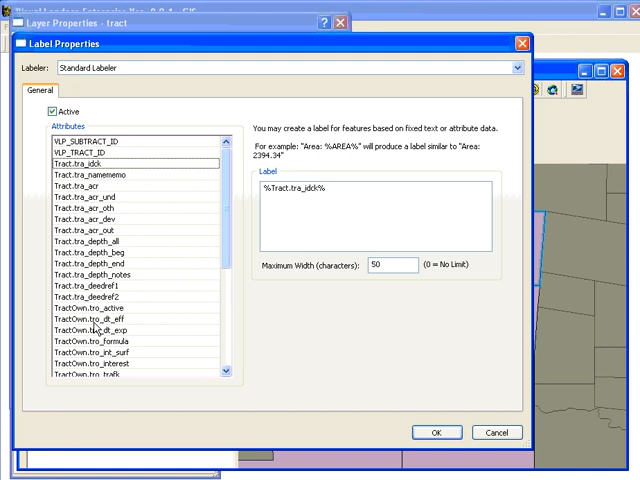 Layer Properties - tract
Label Properties
Labeler:
Standard Labeler
General
Active
Attributes
VLP_SUBTRACT_ID
VLP_TRACT_ID
Tract.tra_idck
Tract.tra_namememo
Tract.tra_acr
Tract.tra_acr_und
Tract.tra_acr_oth
Tract.tra_acr_dev
Tract.tra_acr_out
Tract.tra_depth_all
Tract.tra_depth_beg
Tract.tra_depth_end
Tract.tra_depth_notes
Tract.tra_deedref1
Tract.tra_deedref2
TractOwn.tro_active
TractOwn.tro_dt_eff
TractOwn.tro_dt_exp
TractOwn.tro_formula
TractOwn.tro_int_surf
TractOwn.tro_interest
TractOwn.tro_trafk
You may create a label for features based on fixed text or attribute data.
For example: "Area: %AREA%" will produce a label similar to "Area:
2394.34"
Label
%Tract.tra_idck%
Maximum Width (characters):
50
(0 = No Limit)
OK
Cancel